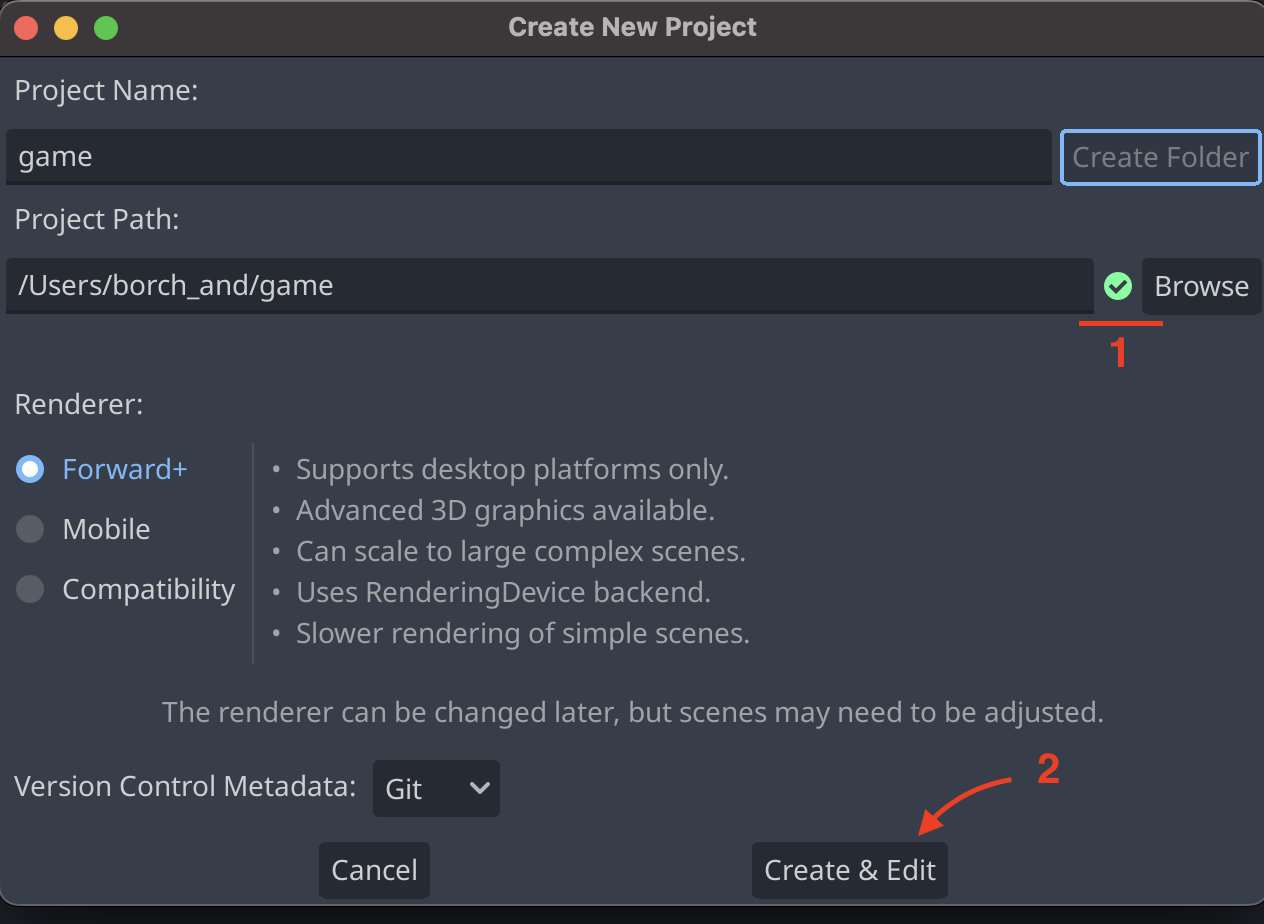 Create New Project
Project Name:
game
Create Folder
Project Path:
/Users/borch_and/game
Browse
1
Renderer:
Forward+
Mobile
Compatibility
• Supports desktop platforms only.
• Advanced 3D graphics available.
• Can scale to large complex scenes.
• Uses RenderingDevice backend.
• Slower rendering of simple scenes.
The renderer can be changed later, but scenes may need to be adjusted.
Version Control Metadata:
Git
2
Cancel
Create & Edit